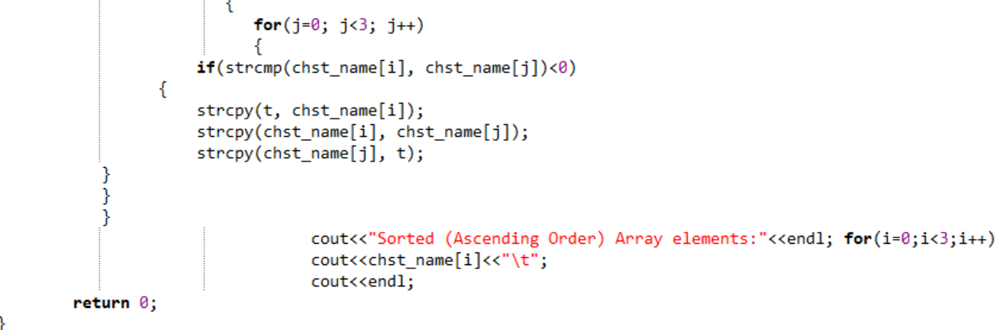 {
for(j=0; j<3; j++)
{
if(strcmp(chst_name[i], chst_name[j])<0)
{
strcpy(t, chst_name[i]);
strcpy(chst_name[i], chst_name[j]);
strcpy(chst_name[j], t);
}
}
}
cout<<"Sorted (Ascending Order) Array elements:"<<endl; for(i=0;i<3;i++)
cout<<chst_name[i]<<"\t";
cout<<endl;
return 0;
}